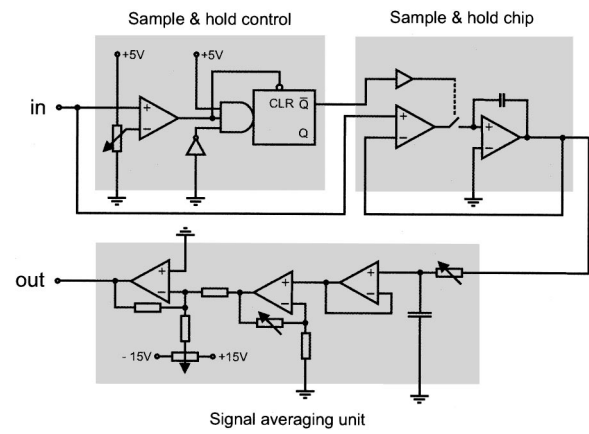 Sample & hold control
Sample & hold chip
+5V
+5V
in
+
−
CLR Q̅
Q
+
−
+
−
out
+
−
+
−
+
−
- 15V
+15V
Signal averaging unit